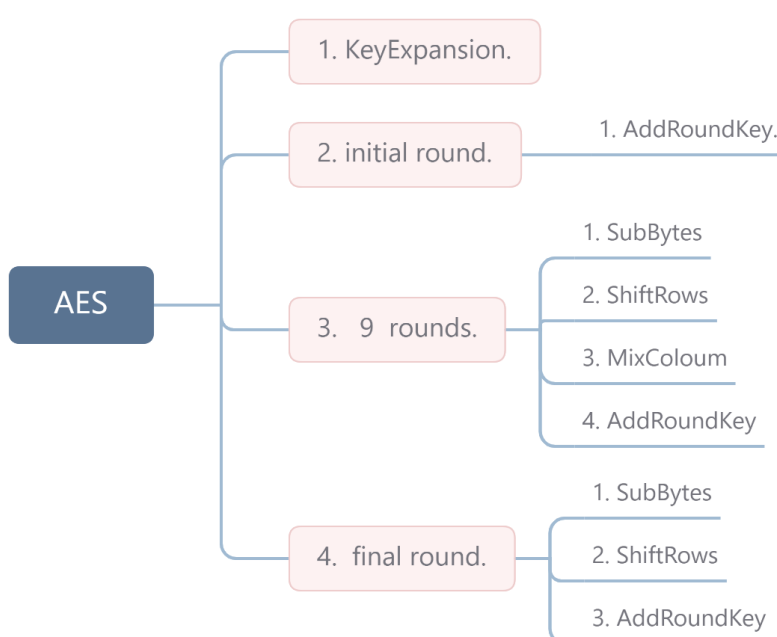 AES
1. KeyExpansion.
2. initial round.
1. AddRoundKey.
3. 9 rounds.
1. SubBytes
2. ShiftRows
3. MixColoum
4. AddRoundKey
4. final round.
1. SubBytes
2. ShiftRows
3. AddRoundKey